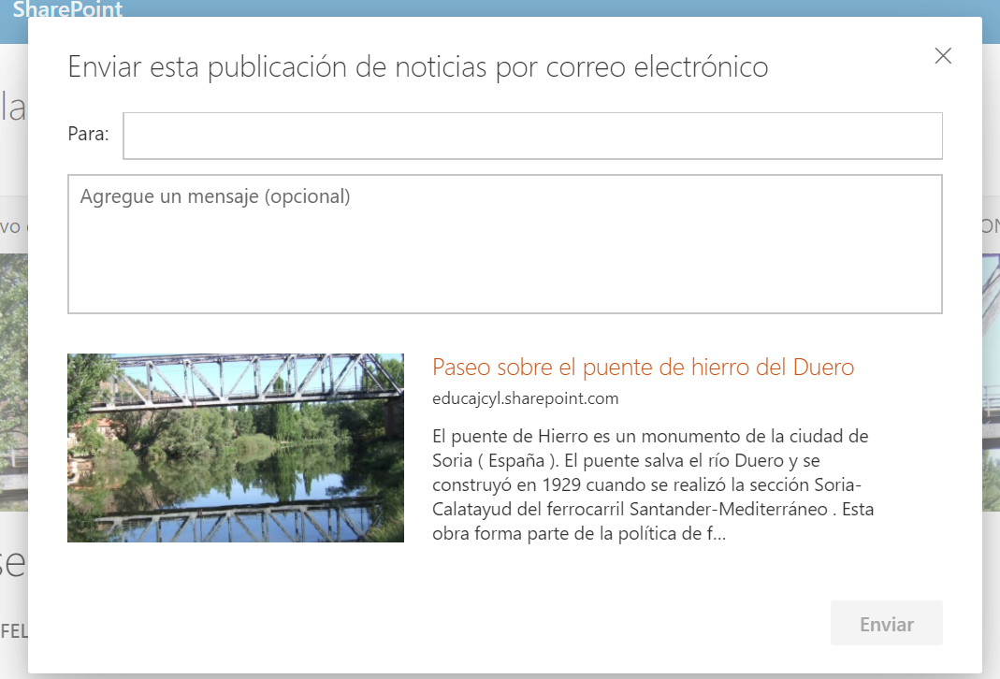 SharePoint
Enviar esta publicación de noticias por correo electrónico
Para:
Agregue un mensaje (opcional)
Paseo sobre el puente de hierro del Duero
educajcyl.sharepoint.com
El puente de Hierro es un monumento de la ciudad de
Soria ( España ). El puente salva el río Duero y se
construyó en 1929 cuando se realizó la sección Soria-
Calatayud del ferrocarril Santander-Mediterráneo . Esta
obra forma parte de la política de f...
Enviar